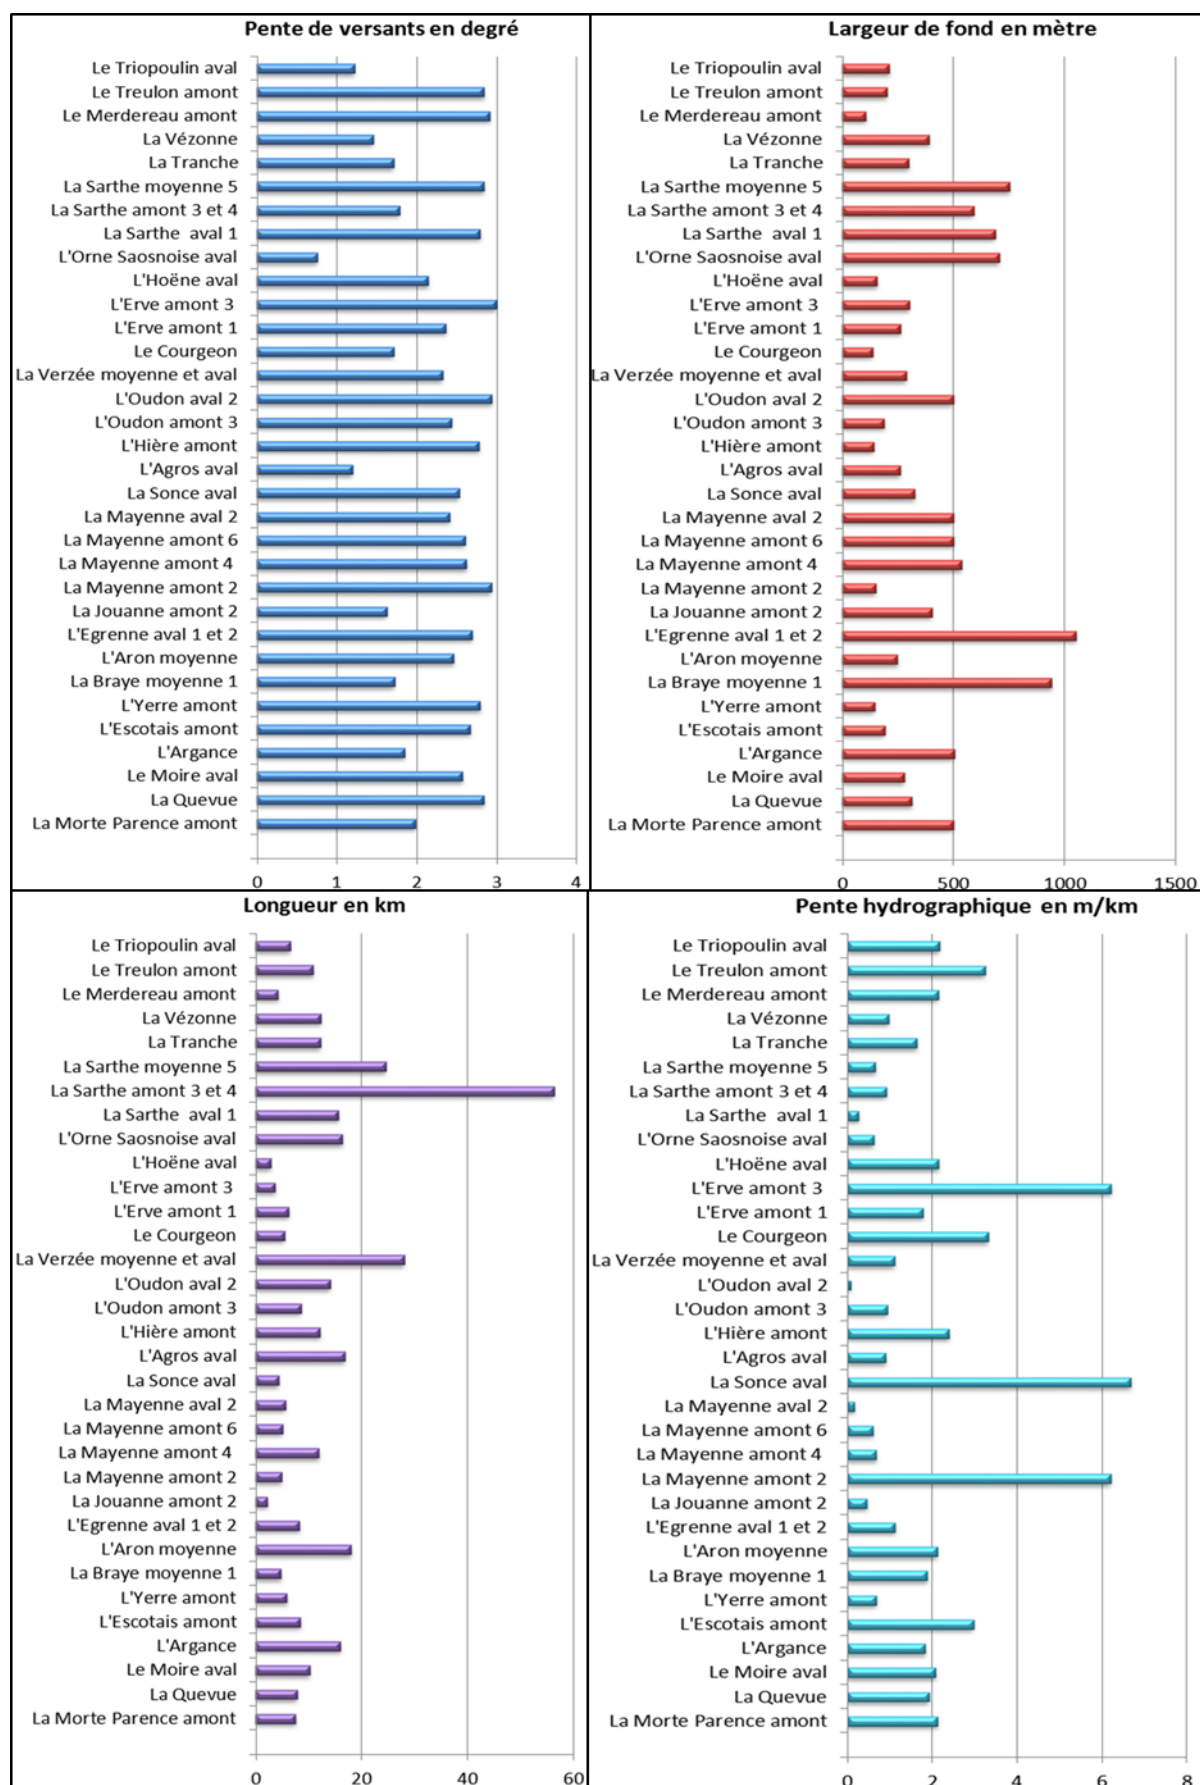 Pente de versants en degré
Le Triopoulin aval
Le Treulon amont
Le Merdereau amont
La Vézonne
La Tranche
La Sarthe moyenne 5
La Sarthe amont 3 et 4
La Sarthe aval 1
L'Orne Saosnoise aval
L'Hoëne aval
L'Erve amont 3
L'Erve amont 1
Le Courgeon
La Verzée moyenne et aval
L'Oudon aval 2
L'Oudon amont 3
L'Hière amont
L'Agros aval
La Sonce aval
La Mayenne aval 2
La Mayenne amont 6
La Mayenne amont 4
La Mayenne amont 2
La Jouanne amont 2
L'Egrenne aval 1 et 2
L'Aron moyenne
La Braye moyenne 1
L'Yerre amont
L'Escotais amont
L'Argance
Le Moire aval
La Quevue
La Morte Parence amont
0 1 2 3 4
Largeur de fond en mètre
Le Triopoulin aval
Le Treulon amont
Le Merdereau amont
La Vézonne
La Tranche
La Sarthe moyenne 5
La Sarthe amont 3 et 4
La Sarthe aval 1
L'Orne Saosnoise aval
L'Hoëne aval
L'Erve amont 3
L'Erve amont 1
Le Courgeon
La Verzée moyenne et aval
L'Oudon aval 2
L'Oudon amont 3
L'Hière amont
L'Agros aval
La Sonce aval
La Mayenne aval 2
La Mayenne amont 6
La Mayenne amont 4
La Mayenne amont 2
La Jouanne amont 2
L'Egrenne aval 1 et 2
L'Aron moyenne
La Braye moyenne 1
L'Yerre amont
L'Escotais amont
L'Argance
Le Moire aval
La Quevue
La Morte Parence amont
0 500 1000 1500
Longueur en km
Le Triopoulin aval
Le Treulon amont
Le Merdereau amont
La Vézonne
La Tranche
La Sarthe moyenne 5
La Sarthe amont 3 et 4
La Sarthe aval 1
L'Orne Saosnoise aval
L'Hoëne aval
L'Erve amont 3
L'Erve amont 1
Le Courgeon
La Verzée moyenne et aval
L'Oudon aval 2
L'Oudon amont 3
L'Hière amont
L'Agros aval
La Sonce aval
La Mayenne aval 2
La Mayenne amont 6
La Mayenne amont 4
La Mayenne amont 2
La Jouanne amont 2
L'Egrenne aval 1 et 2
L'Aron moyenne
La Braye moyenne 1
L'Yerre amont
L'Escotais amont
L'Argance
Le Moire aval
La Quevue
La Morte Parence amont
0 20 40 60
Pente hydrographique en m/km
Le Triopoulin aval
Le Treulon amont
Le Merdereau amont
La Vézonne
La Tranche
La Sarthe moyenne 5
La Sarthe amont 3 et 4
La Sarthe aval 1
L'Orne Saosnoise aval
L'Hoëne aval
L'Erve amont 3
L'Erve amont 1
Le Courgeon
La Verzée moyenne et aval
L'Oudon aval 2
L'Oudon amont 3
L'Hière amont
L'Agros aval
La Sonce aval
La Mayenne aval 2
La Mayenne amont 6
La Mayenne amont 4
La Mayenne amont 2
La Jouanne amont 2
L'Egrenne aval 1 et 2
L'Aron moyenne
La Braye moyenne 1
L'Yerre amont
L'Escotais amont
L'Argance
Le Moire aval
La Quevue
La Morte Parence amont
0 2 4 6 8